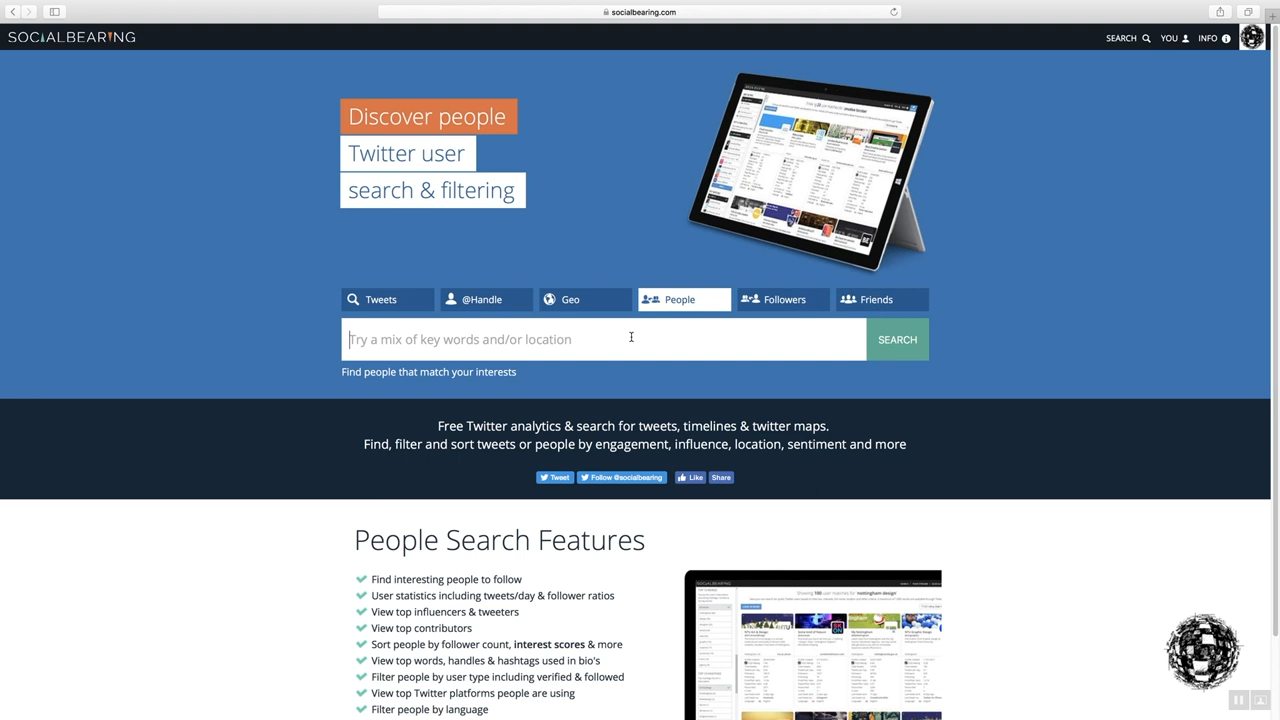 socialbearing.com
SOCIALBEARING
SEARCH YOU INFO
Discover people
Twitter user
search & filtering
Tweets @Handle Geo People Followers Friends
Try a mix of key words and/or location SEARCH
Find people that match your interests
Free Twitter analytics & search for tweets, timelines & twitter maps.
Find, filter and sort tweets or people by engagement, influence, location, sentiment and more
Tweet Follow @socialbearing Like Share
People Search Features
Find interesting people to follow
User statistics including tweets/day & follower ratios
View top influencers & tweeters
View top contributors
Sort users by followers, tweets, interest score & more
View top words, handles & hashtags used in bios
Filter people by user type including verified & followed
View top Twitter platforms people are using
Filter people by language